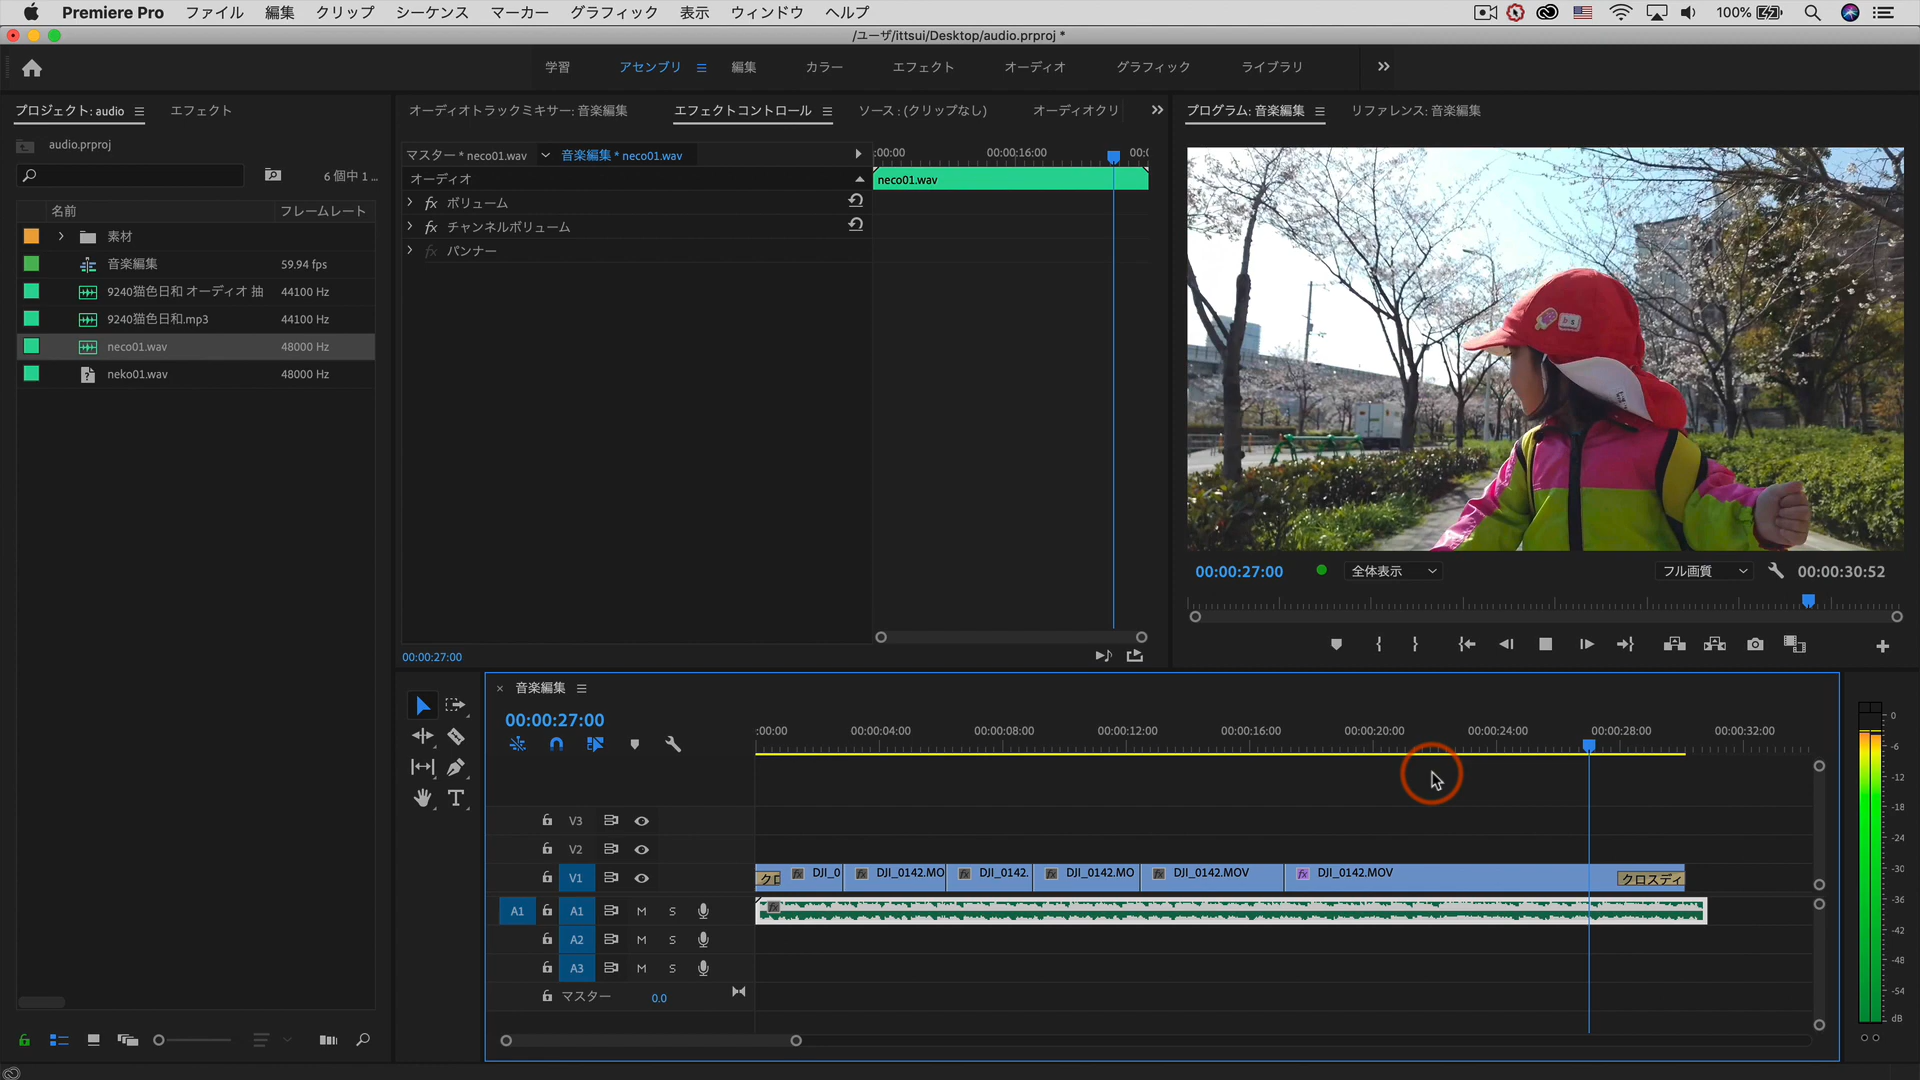 Premiere Pro ファイル 編集 クリップ シーケンス マーカー グラフィック 表示 ウィンドウ ヘルプ 100%
/ユーザ/ittsui/Desktop/audio.prproj *
学習 アセンブリ 編集 カラー エフェクト オーディオ グラフィック ライブラリ
プロジェクト: audio エフェクト
audio.prproj
6 個中 1 ...
名前 フレームレート
素材
音楽編集 59.94 fps
9240猫色日和 オーディオ 抽 44100 Hz
9240猫色日和.mp3 44100 Hz
neco01.wav 48000 Hz
neko01.wav 48000 Hz
オーディオトラックミキサー: 音楽編集 エフェクトコントロール ソース : (クリップなし) オーディオクリ
マスター * neco01.wav 音楽編集 * neco01.wav
:00:00 00:00:16:00 00:(
オーディオ neco01.wav
fx ボリューム
fx チャンネルボリューム
fx パンナー
00:00:27:00
プログラム: 音楽編集 リファレンス: 音楽編集
00:00:27:00 全体表示 フル画質 00:00:30:52
音楽編集
00:00:27:00
:00:00 00:00:04:00 00:00:08:00 00:00:12:00 00:00:16:00 00:00:20:00 00:00:24:00 00:00:28:00 00:00:32:00
V3
V2
V1 クロ fx DJI_0 fx DJI_0142.MO fx DJI_0142. fx DJI_0142.MO fx DJI_0142.MOV fx DJI_0142.MOV クロスディ
A1 A1 M S fx
A2 M S
A3 M S
マスター 0.0
0
-6
-12
-18
-24
-30
-36
-42
-48
-54
dB